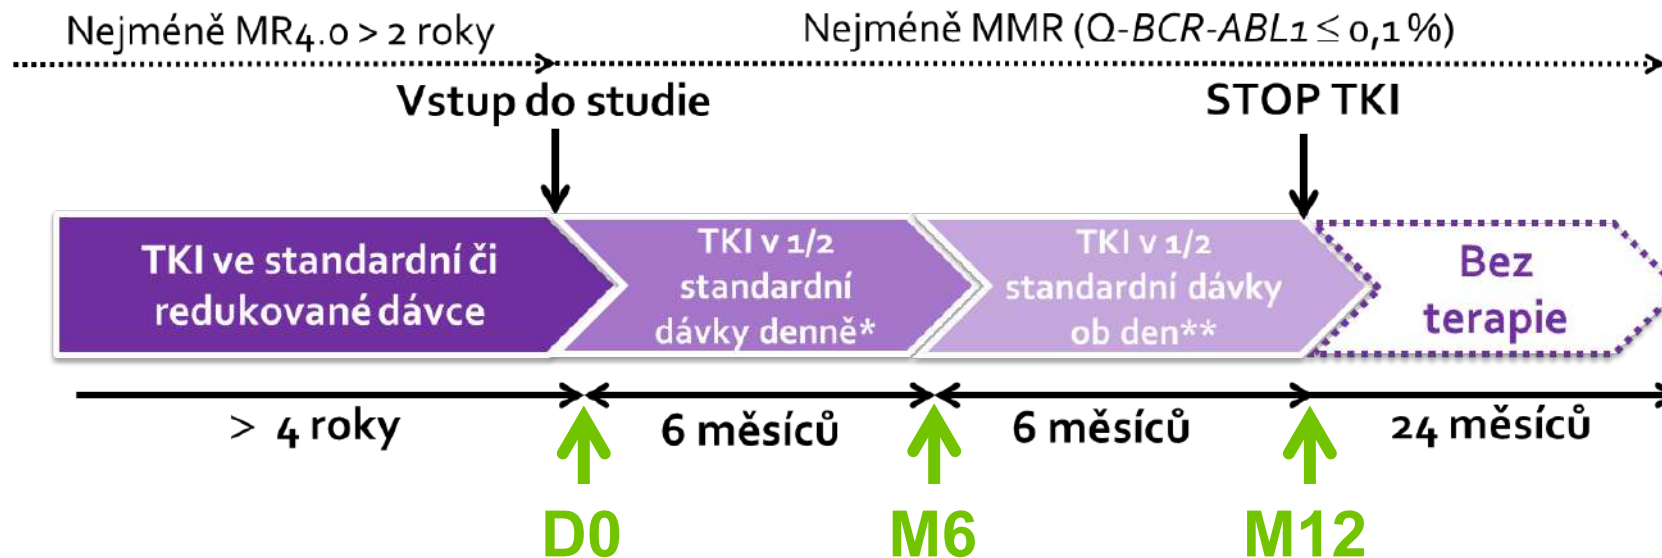 Nejméně MR4.0 > 2 roky
Nejméně MMR (Q-BCR-ABL1 ≤ 0,1 %)
Vstup do studie
STOP TKI
TKI ve standardní či
redukované dávce
TKI v 1/2
standardní
dávky denně*
TKI v 1/2
standardní dávky
ob den**
Bez
terapie
> 4 roky
6 měsíců
6 měsíců
24 měsíců
D0
M6
M12